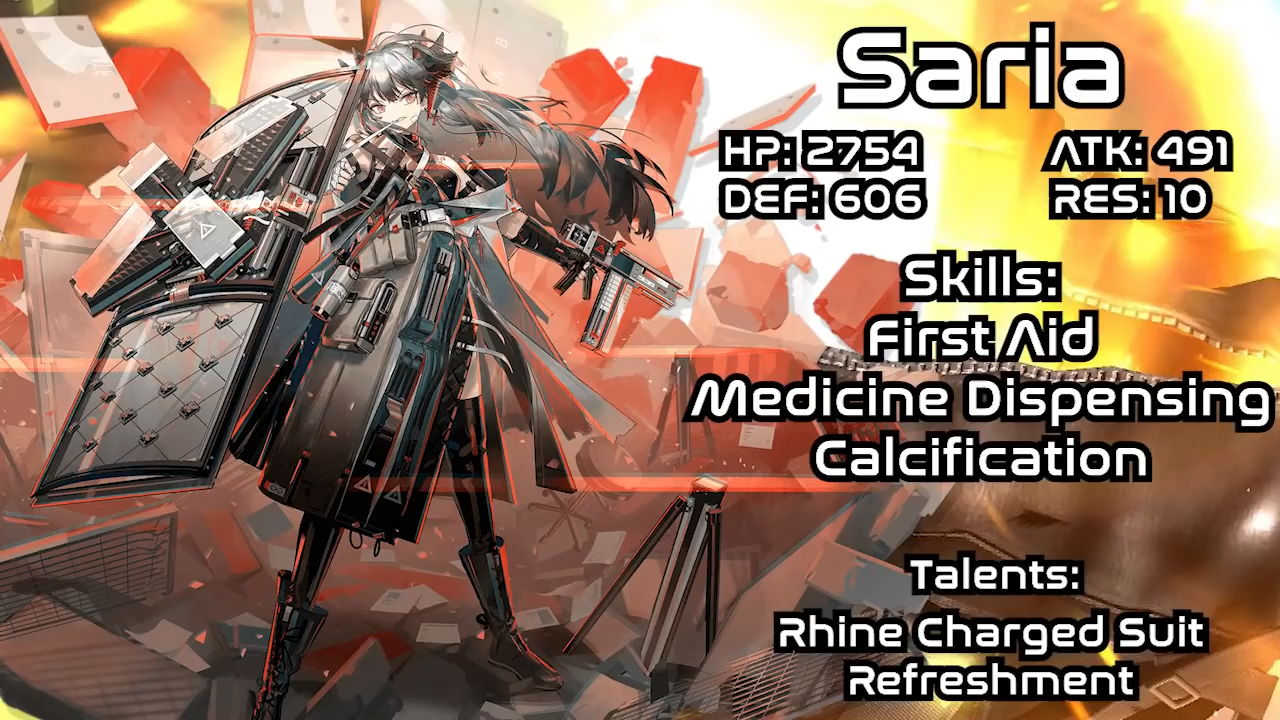 Saria
HP: 2754 ATK: 491
DEF: 606 RES: 10
Skills:
First Aid
Medicine Dispensing
Calcification
Talents:
Rhine Charged Suit
Refreshment